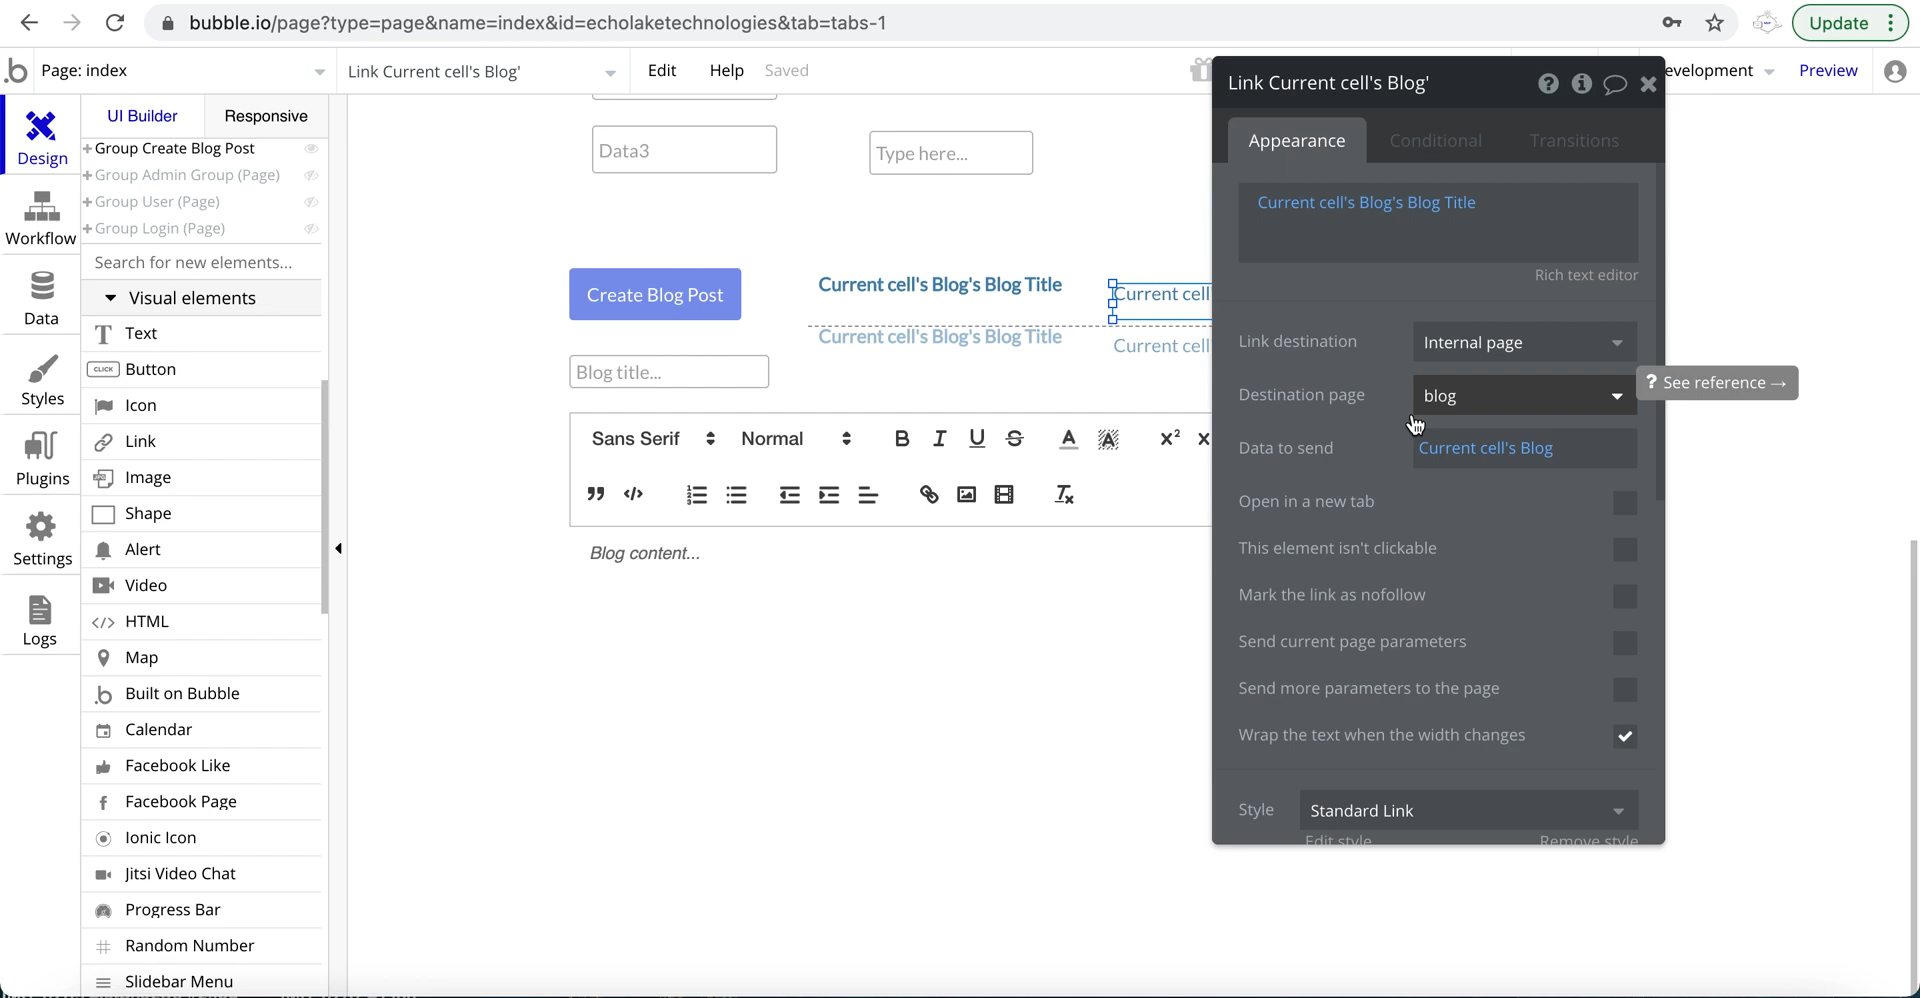 bubble.io/page?type=page&name=index&id=echolaketechnologies&tab=tabs-1
Update
b
Page: index
Link Current cell's Blog'
Edit
Help
Saved
evelopment
Preview
Design
Workflow
Data
Styles
Plugins
Settings
Logs
UI Builder
Responsive
+Group Create Blog Post
+Group Admin Group (Page)
+Group User (Page)
+Group Login (Page)
Search for new elements...
Visual elements
Text
CLICK Button
Icon
Link
Image
Shape
Alert
Video
</> HTML
Map
Built on Bubble
Calendar
Facebook Like
Facebook Page
Ionic Icon
Jitsi Video Chat
Progress Bar
Random Number
Slidebar Menu
Data3
Type here...
Create Blog Post
Current cell's Blog's Blog Title
Current cell
Current cell's Blog's Blog Title
Current cell
Blog title...
Sans Serif
Normal
B I U S A A X²
Blog content...
Link Current cell's Blog'
Appearance
Conditional
Transitions
Current cell's Blog's Blog Title
Rich text editor
Link destination
Internal page
Destination page
blog
? See reference →
Data to send
Current cell's Blog
Open in a new tab
This element isn't clickable
Mark the link as nofollow
Send current page parameters
Send more parameters to the page
Wrap the text when the width changes
Style
Standard Link
Edit style
Remove style